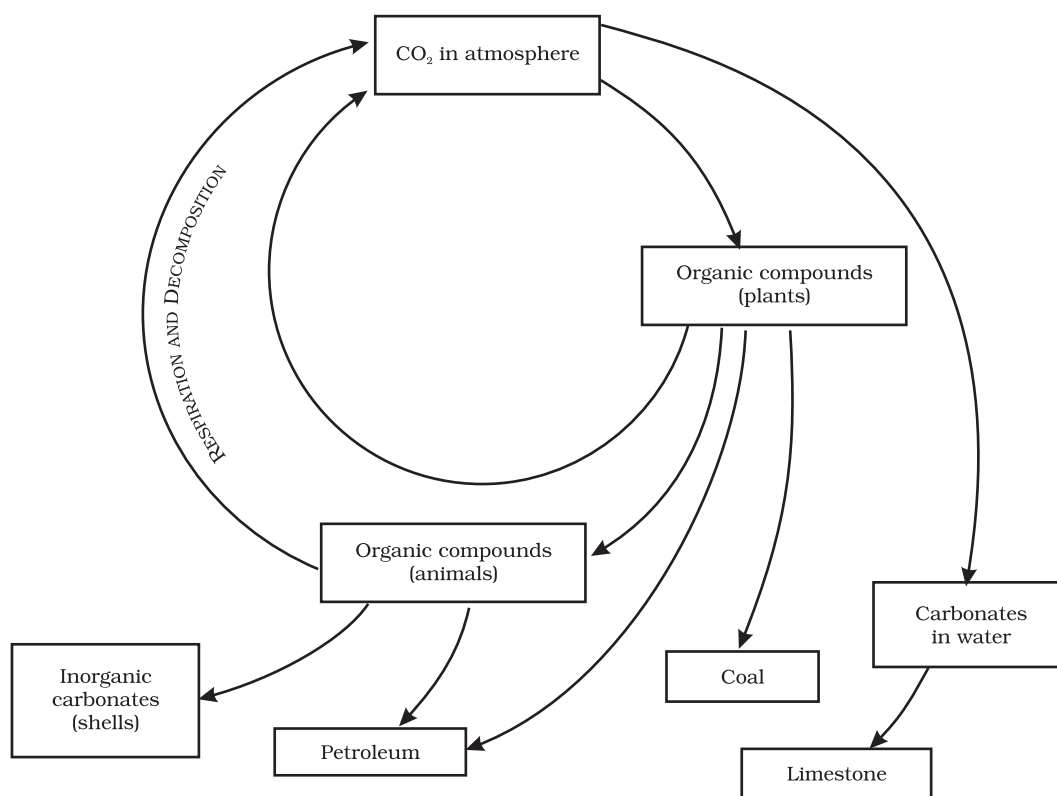 CO₂ in atmosphere
RESPIRATION AND DECOMPOSITION
Organic compounds
(plants)
Organic compounds
(animals)
Carbonates
in water
Inorganic
carbonates
(shells)
Coal
Petroleum
Limestone